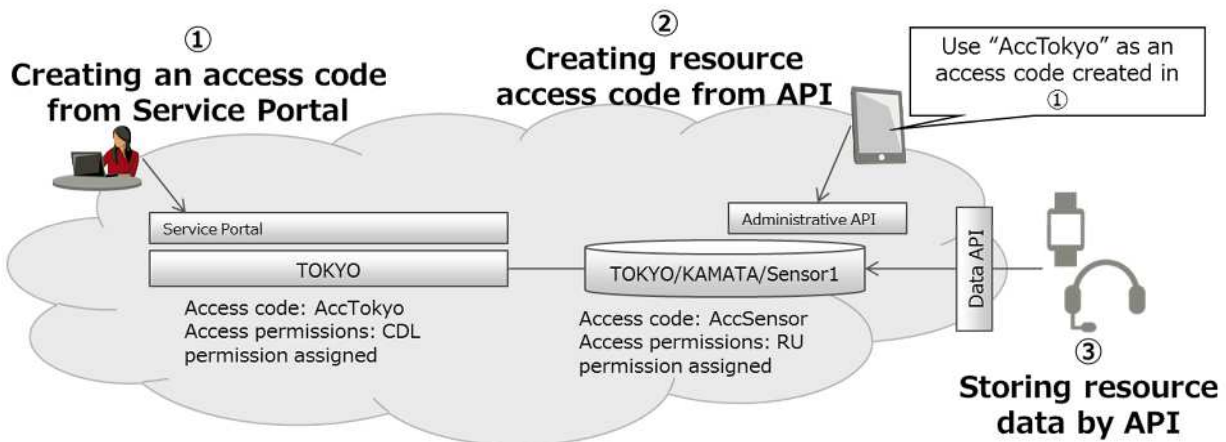 ①
Creating an access code
from Service Portal
②
Creating resource
access code from API
Use “AccTokyo” as an
access code created in
①
Service Portal
TOKYO
Access code: AccTokyo
Access permissions: CDL
permission assigned
Administrative API
TOKYO/KAMATA/Sensor1
Access code: AccSensor
Access permissions: RU
permission assigned
Data API
③
Storing resource
data by API